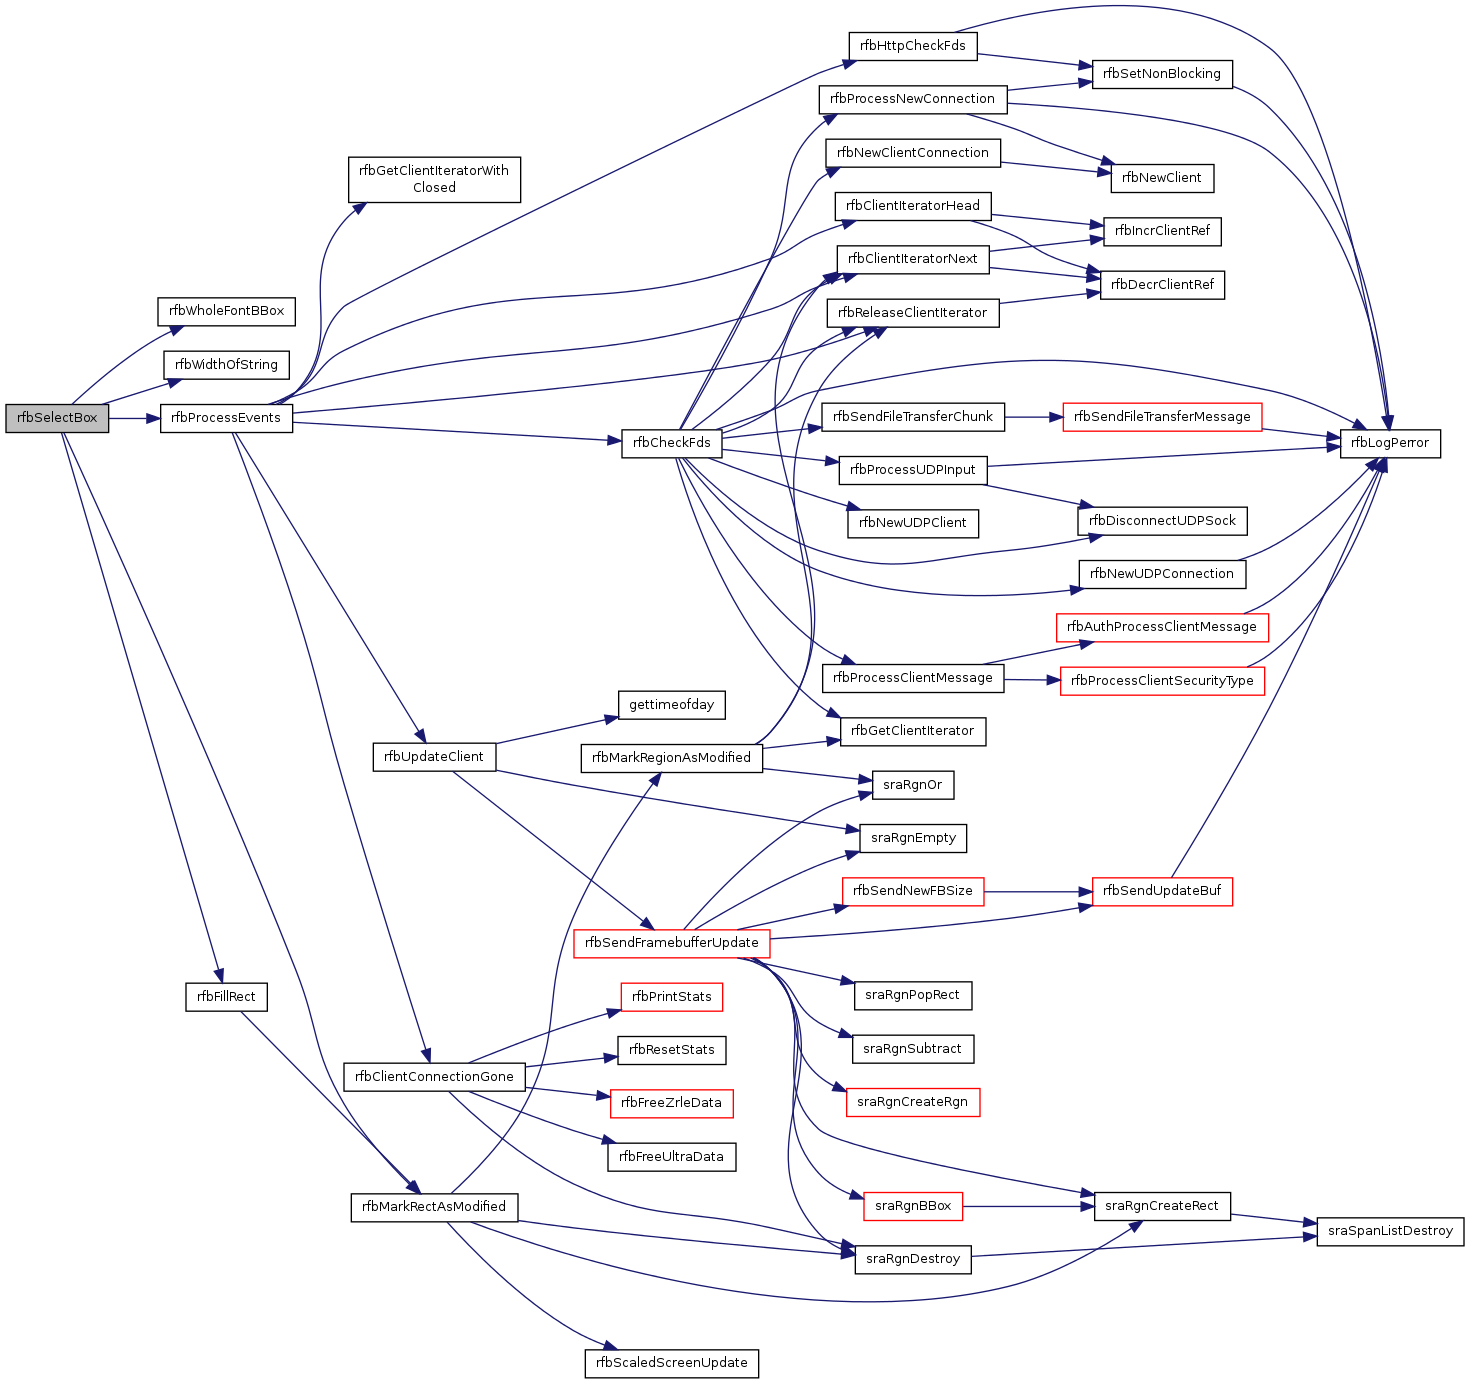 rfbHttpCheckFds
rfbSetNonBlocking
rfbProcessNewConnection
rfbNewClientConnection
rfbGetClientIteratorWith
Closed
rfbNewClient
rfbClientIteratorHead
rfbIncrClientRef
rfbClientIteratorNext
rfbDecrClientRef
rfbWholeFontBBox
rfbReleaseClientIterator
rfbWidthOfString
rfbSelectBox
rfbProcessEvents
rfbSendFileTransferChunk
rfbSendFileTransferMessage
rfbCheckFds
rfbLogPerror
rfbProcessUDPInput
rfbNewUDPClient
rfbDisconnectUDPSock
rfbNewUDPConnection
rfbAuthProcessClientMessage
rfbProcessClientMessage
rfbProcessClientSecurityType
gettimeofday
rfbGetClientIterator
rfbUpdateClient
rfbMarkRegionAsModified
sraRgnOr
sraRgnEmpty
rfbSendNewFBSize
rfbSendUpdateBuf
rfbSendFramebufferUpdate
rfbFillRect
rfbPrintStats
sraRgnPopRect
rfbResetStats
sraRgnSubtract
rfbClientConnectionGone
rfbFreeZrleData
sraRgnCreateRgn
rfbFreeUltraData
rfbMarkRectAsModified
sraRgnBBox
sraRgnCreateRect
sraSpanListDestroy
sraRgnDestroy
rfbScaledScreenUpdate